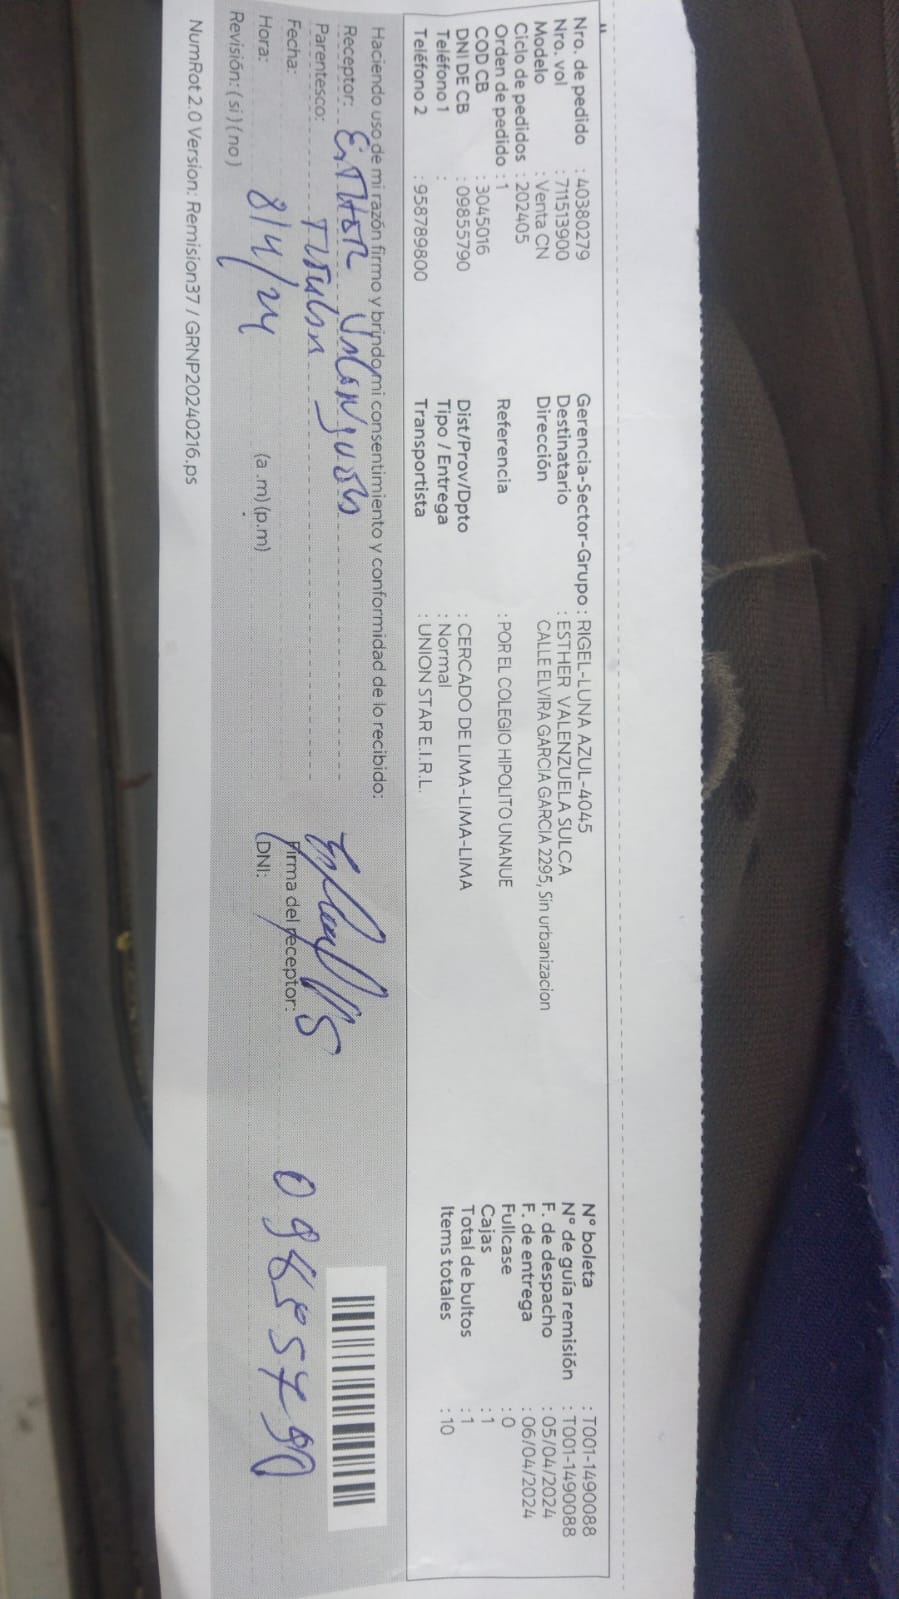 Nro. de pedido : 40380279
Nro. vol : 711513900
Modelo : Venta CN
Ciclo de pedidos : 202405
Orden de pedido : 1
COD CB : 3045016
DNI DE CB : 09855790
Teléfono 1 :
Teléfono 2 : 958789800
Gerencia-Sector-Grupo : RIGEL-LUNA AZUL-4045
Destinatario : ESTHER VALENZUELA SULCA
Dirección CALLE ELVIRA GARCIA GARCIA 2295, Sin urbanizacion
Referencia : POR EL COLEGIO HIPOLITO UNANUE
Dist/Prov/Dpto : CERCADO DE LIMA-LIMA-LIMA
Tipo / Entrega : Normal
Transportista : UNION STAR E.I.R.L.
N° boleta : T001-1490088
N° de guía remisión : T001-1490088
F. de despacho : 05/04/2024
F. de entrega : 06/04/2024
Fullcase : 0
Cajas : 1
Total de bultos : 1
Items totales : 10
Haciendo uso de mi razón firmo y brindo mi consentimiento y conformidad de lo recibido:
Receptor:
Parentesco:
Fecha: 8/4/24
Hora: (a .m) (p.m)
Revisión: ( si ) ( no )
Firma del receptor:
DNI: 09855790
NumRot 2.0 Version: Remision37 / GRNP20240216.ps